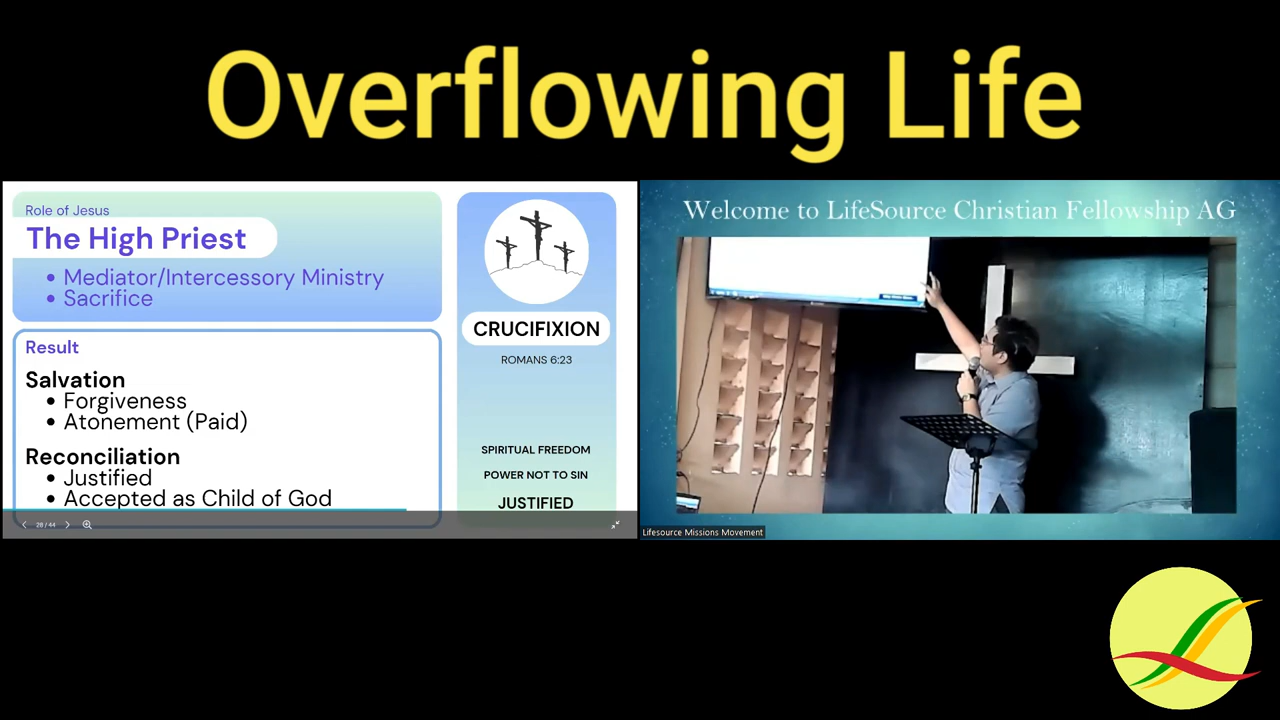 Overflowing Life
Role of Jesus
The High Priest
• Mediator/Intercessory Ministry
• Sacrifice
Result
Salvation
• Forgiveness
• Atonement (Paid)
Reconciliation
• Justified
• Accepted as Child of God
26 / 44
CRUCIFIXION
ROMANS 6:23
SPIRITUAL FREEDOM
POWER NOT TO SIN
JUSTIFIED
Welcome to LifeSource Christian Fellowship AG
Lifesource Missions Movement